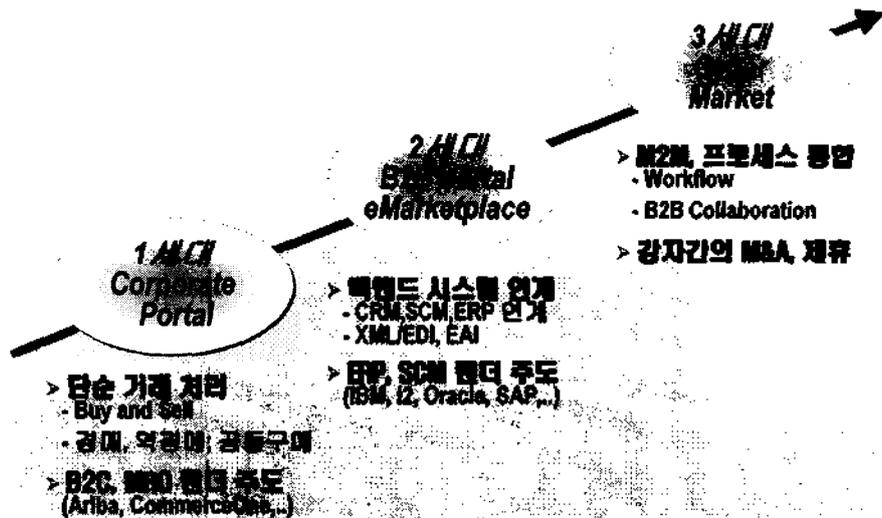 1 세대
Corporate
Portal
> 단순 거래 처리
- Buy and Sell
- 경매, 역경매, 공동구매
> B2C, MRO 벤더 주도
(Ariba, CommerceOne,..)
2 세대
B2B
eMarketplace
> 백엔드 시스템 연계
- CRM,SCM,ERP 연계
- XML/EDI, EAI
> ERP, SCM 벤더 주도
(IBM, i2, Oracle, SAP,..)
3 세대
Market
> M2M, 프로세스 통합
- Workflow
- B2B Collaboration
> 강자간의 M&A, 제휴